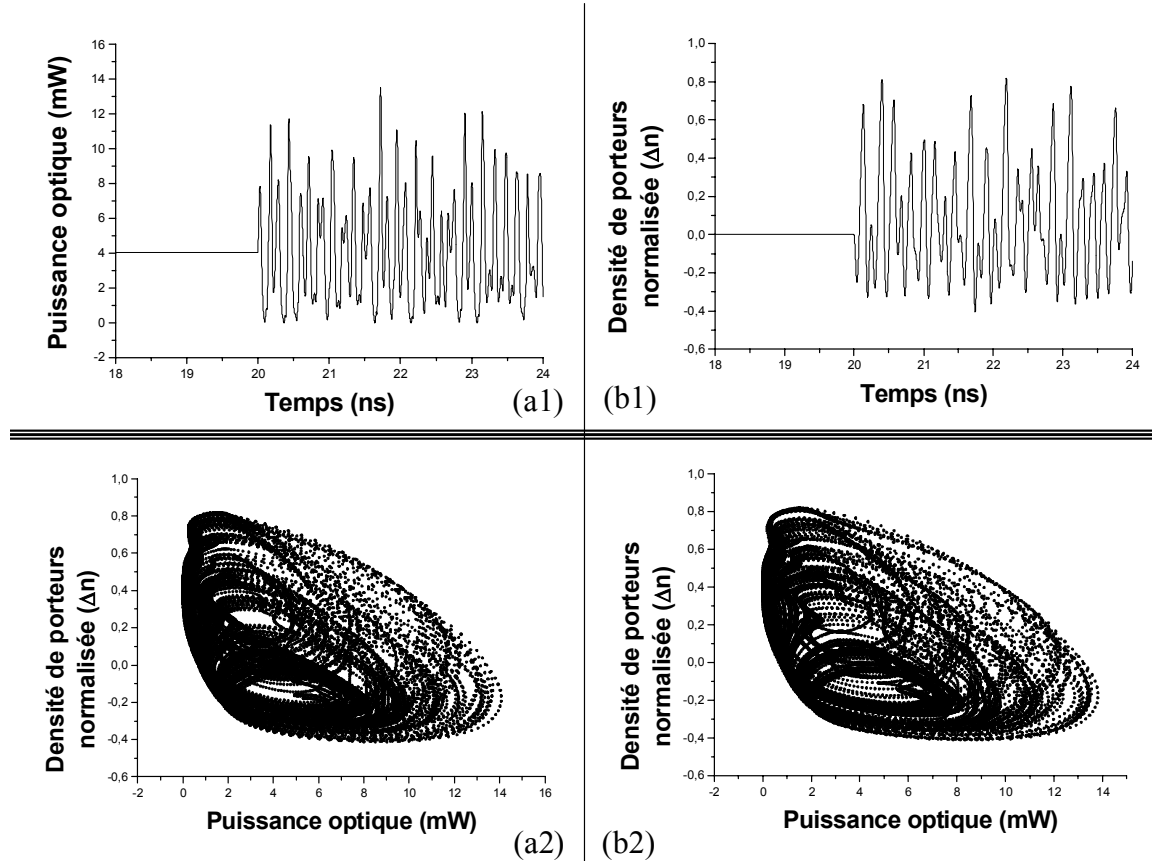 16
14
12
10
8
6
4
2
0
-2
Puissance optique (mW)
18 19 20 21 22 23 24
Temps (ns)
(a1)
1,0
0,8
0,6
0,4
0,2
0,0
-0,2
-0,4
-0,6
Densité de porteurs
normalisée (Δn)
18 19 20 21 22 23 24
Temps (ns)
(b1)
1,0
0,8
0,6
0,4
0,2
0,0
-0,2
-0,4
-0,6
Densité de porteurs
normalisée (Δn)
-2 0 2 4 6 8 10 12 14 16
Puissance optique (mW)
(a2)
1,0
0,8
0,6
0,4
0,2
0,0
-0,2
-0,4
-0,6
Densité de porteurs
normalisée (Δn)
-2 0 2 4 6 8 10 12 14
Puissance optique (mW)
(b2)